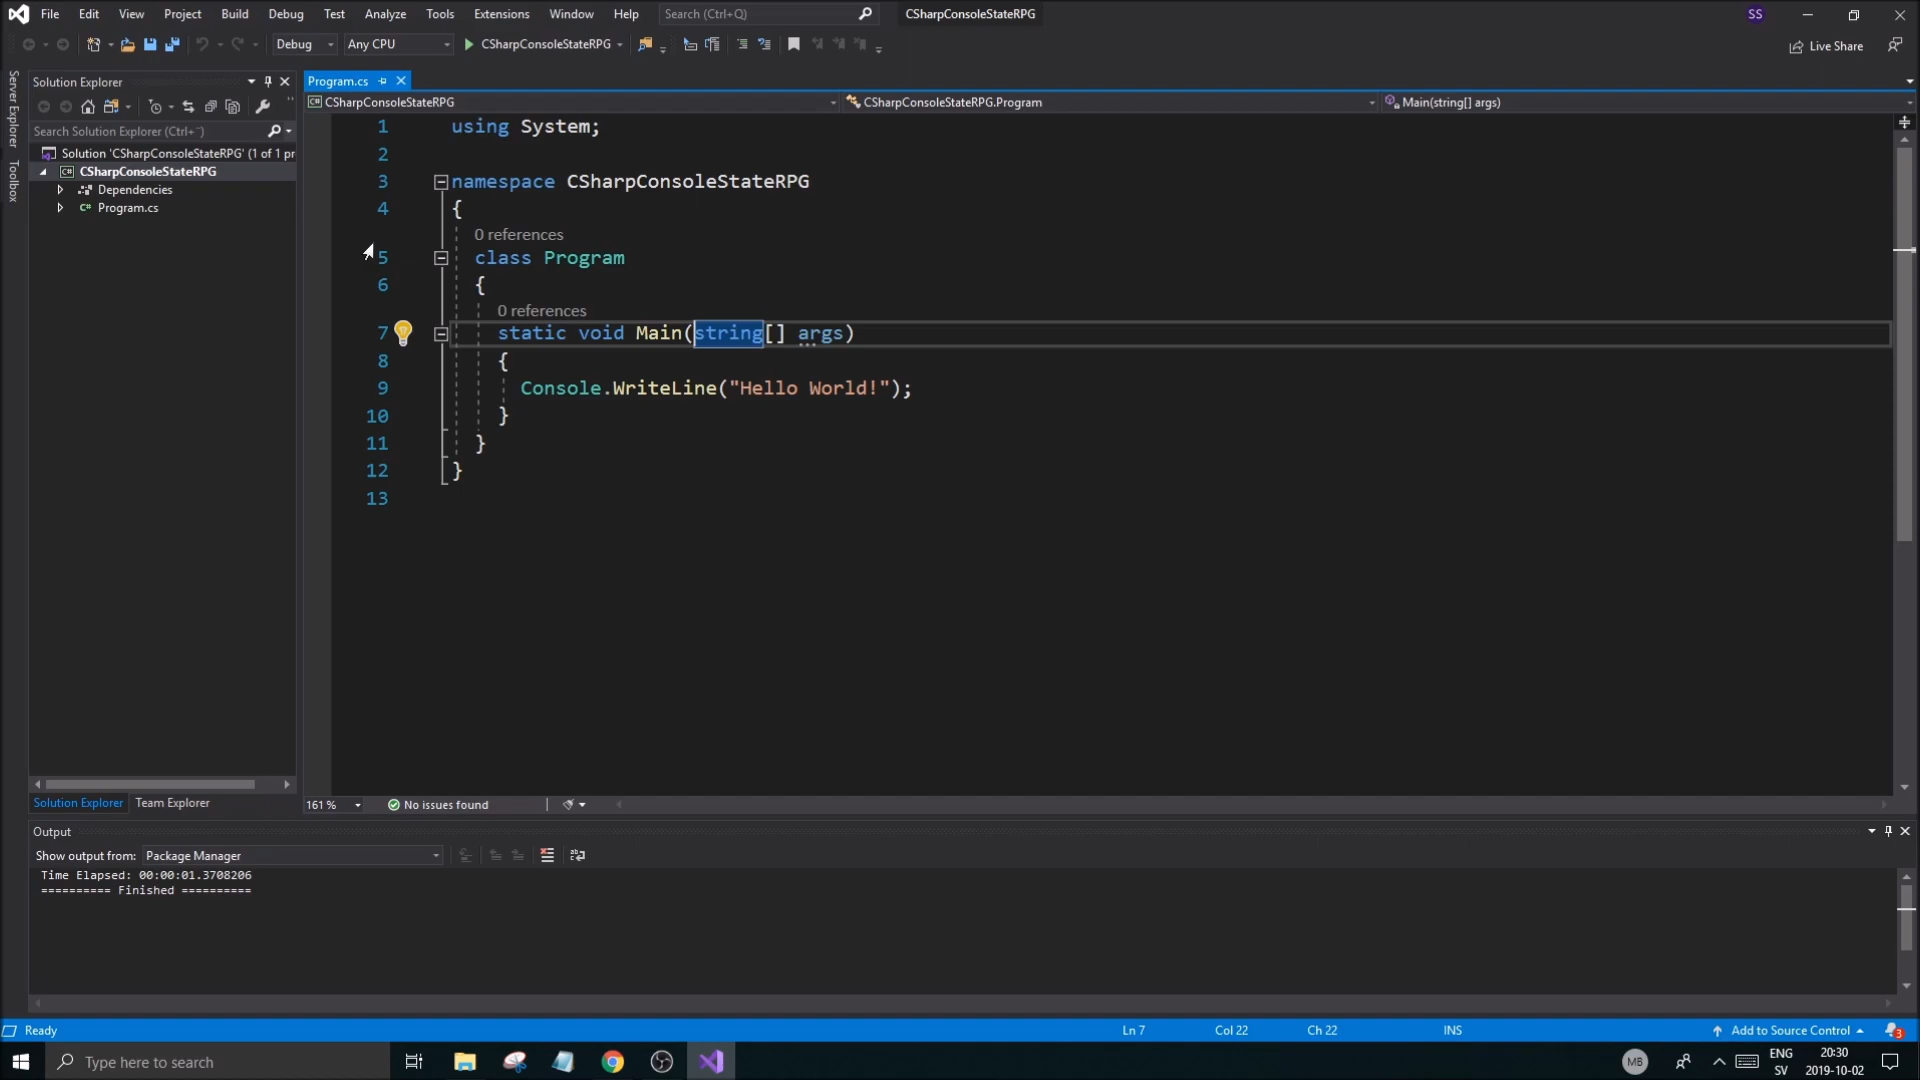 File Edit View Project Build Debug Test Analyze Tools Extensions Window Help Search (Ctrl+Q) CSharpConsoleStateRPG SS
Debug Any CPU CSharpConsoleStateRPG Live Share
Server Explorer
Toolbox
Solution Explorer
Search Solution Explorer (Ctrl+¨)
Solution 'CSharpConsoleStateRPG' (1 of 1 pr
C# CSharpConsoleStateRPG
Dependencies
C# Program.cs
Solution Explorer Team Explorer
Program.cs
C# CSharpConsoleStateRPG CSharpConsoleStateRPG.Program Main(string[] args)
1 using System;
2
3 namespace CSharpConsoleStateRPG
4 {
0 references
5 class Program
6 {
0 references
7 static void Main(string[] args)
8 {
9 Console.WriteLine("Hello World!");
10 }
11 }
12 }
13
161 % No issues found
Output
Show output from: Package Manager
Time Elapsed: 00:00:01.3708206
========== Finished ==========
Ready Ln 7 Col 22 Ch 22 INS Add to Source Control 3
Type here to search MB ENG 20:30
SV 2019-10-02